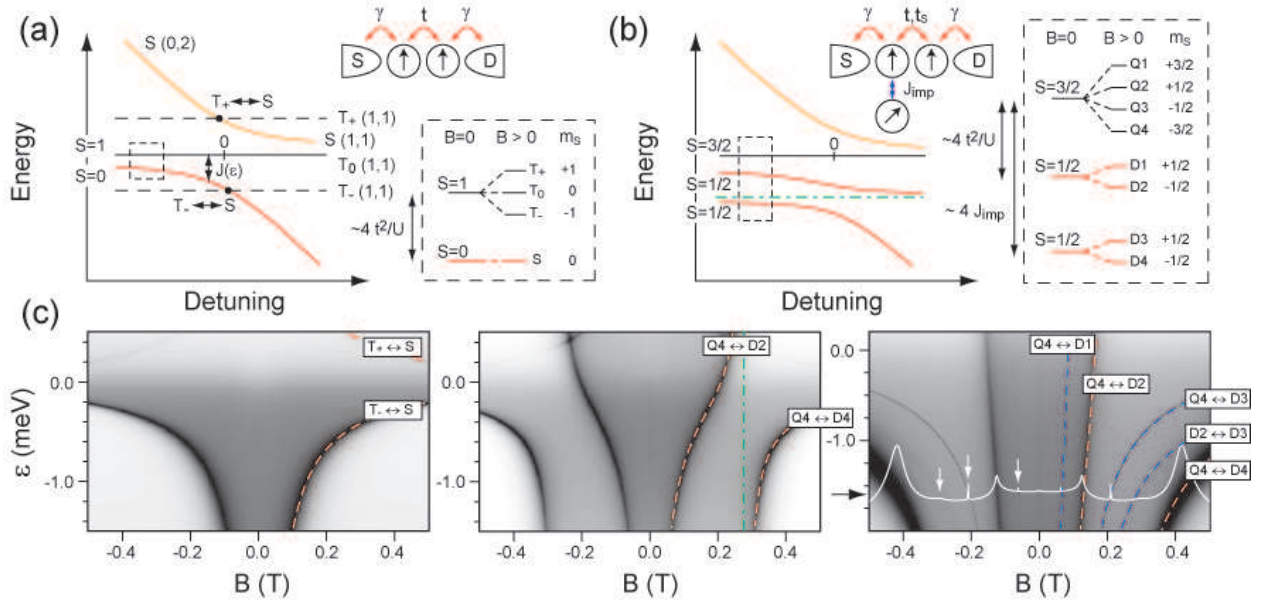 (a)
γ t γ
S D
S (0,2)
T₊ ↔ S
T₊ (1,1)
0
S (1,1)
S=1
T₀ (1,1)
S=0
J(ε)
T₋ (1,1)
T₋ ↔ S
Energy
Detuning
B=0 B > 0 mₛ
T₊ +1
S=1
T₀ 0
T₋ -1
~4 t²/U
S=0
S 0
(b)
γ t,tₛ γ
S D
J_imp
0
S=3/2
S=1/2
S=1/2
Energy
Detuning
~4 t²/U
~ 4 J_imp
B=0 B > 0 mₛ
Q1 +3/2
S=3/2 Q2 +1/2
Q3 -1/2
Q4 -3/2
S=1/2 D1 +1/2
D2 -1/2
S=1/2 D3 +1/2
D4 -1/2
(c)
T₊ ↔ S
T₋ ↔ S
0.0
-1.0
ε (meV)
-0.4 -0.2 0.0 0.2 0.4
B (T)
Q4 ↔ D2
Q4 ↔ D4
0.0
-1.0
-0.4 -0.2 0.0 0.2 0.4
B (T)
Q4 ↔ D1
Q4 ↔ D2
Q4 ↔ D3
D2 ↔ D3
Q4 ↔ D4
0.0
-1.0
-0.4 -0.2 0.0 0.2 0.4
B (T)